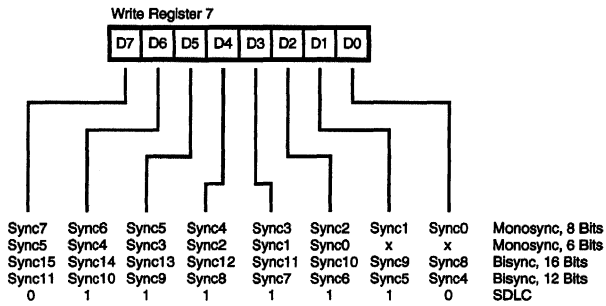 Write Register 7
D7 D6 D5 D4 D3 D2 D1 D0
Sync7 Sync6 Sync5 Sync4 Sync3 Sync2 Sync1 Sync0 Monosync, 8 Bits
Sync5 Sync4 Sync3 Sync2 Sync1 Sync0 x x Monosync, 6 Bits
Sync15 Sync14 Sync13 Sync12 Sync11 Sync10 Sync9 Sync8 Bisync, 16 Bits
Sync11 Sync10 Sync9 Sync8 Sync7 Sync6 Sync5 Sync4 Bisync, 12 Bits
0 1 1 1 1 1 1 0 SDLC